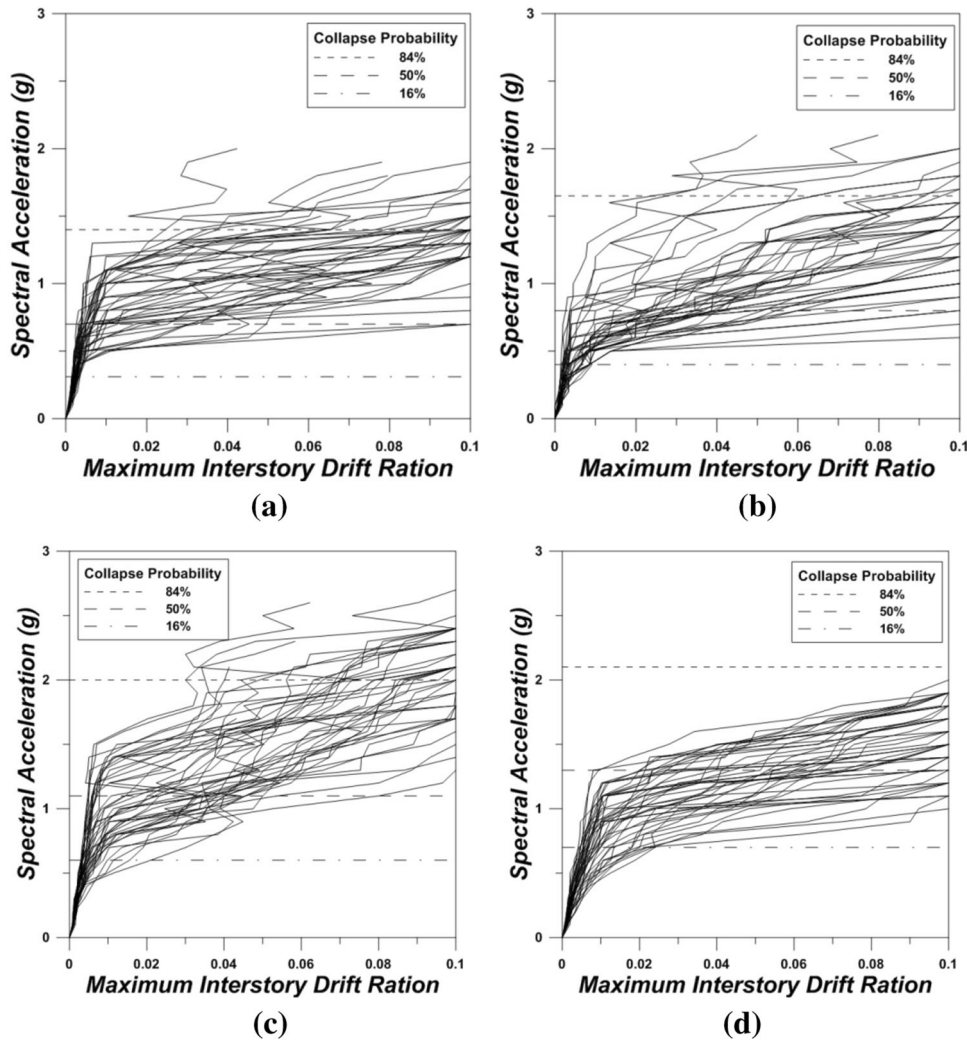 3
Collapse Probability
84%
50%
16%
2
1
0
Spectral Acceleration (g)
0 0.02 0.04 0.06 0.08 0.1
Maximum Interstory Drift Ration
(a)
3
Collapse Probability
84%
50%
16%
2
1
0
Spectral Acceleration (g)
0 0.02 0.04 0.06 0.08 0.1
Maximum Interstory Drift Ratio
(b)
3
Collapse Probability
84%
50%
16%
2
1
0
Spectral Acceleration (g)
0 0.02 0.04 0.06 0.08 0.1
Maximum Interstory Drift Ration
(c)
3
Collapse Probability
84%
50%
16%
2
1
0
Spectral Acceleration (g)
0 0.02 0.04 0.06 0.08 0.1
Maximum Interstory Drift Ration
(d)